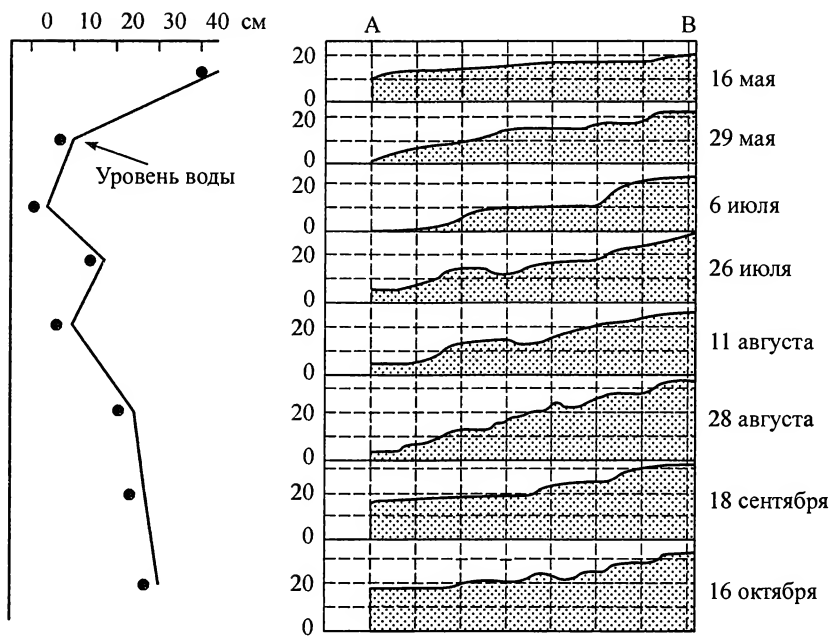 0 10 20 30 40 см
Уровень воды
А В
20
0
16 мая
20
0
29 мая
20
0
6 июля
20
0
26 июля
20
0
11 августа
20
0
28 августа
20
0
18 сентября
20
0
16 октября